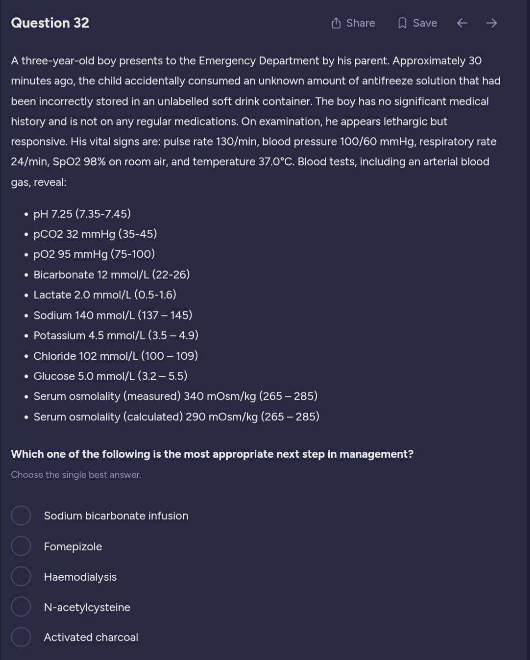 Question 32
Share
Save
A three-year-old boy presents to the Emergency Department by his parent. Approximately 30
minutes ago, the child accidentally consumed an unknown amount of antifreeze solution that had
been incorrectly stored in an unlabelled soft drink container. The boy has no significant medical
history and is not on any regular medications. On examination, he appears lethargic but
responsive. His vital signs are: pulse rate 130/min, blood pressure 100/60 mmHg, respiratory rate
24/min, SpO2 98% on room air, and temperature 37.0°C. Blood tests, including an arterial blood
gas, reveal:
• pH 7.25 (7.35-7.45)
• pCO2 32 mmHg (35-45)
• pO2 95 mmHg (75-100)
• Bicarbonate 12 mmol/L (22-26)
• Lactate 2.0 mmol/L (0.5-1.6)
• Sodium 140 mmol/L (137 – 145)
• Potassium 4.5 mmol/L (3.5 – 4.9)
• Chloride 102 mmol/L (100 – 109)
• Glucose 5.0 mmol/L (3.2 – 5.5)
• Serum osmolality (measured) 340 mOsm/kg (265 – 285)
• Serum osmolality (calculated) 290 mOsm/kg (265 – 285)
Which one of the following is the most appropriate next step in management?
Choose the single best answer.
Sodium bicarbonate infusion
Fomepizole
Haemodialysis
N-acetylcysteine
Activated charcoal